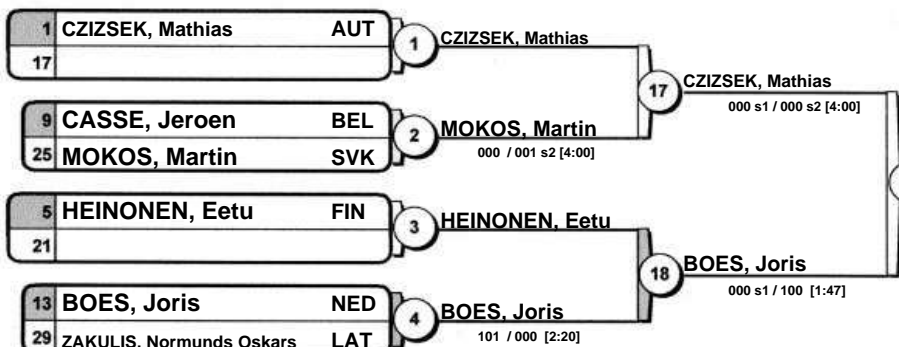 1 CZIZSEK, Mathias AUT
17
1
CZIZSEK, Mathias
9 CASSE, Jeroen BEL
25 MOKOS, Martin SVK
2
MOKOS, Martin
000 / 001 s2 [4:00]
17
CZIZSEK, Mathias
000 s1 / 000 s2 [4:00]
5 HEINONEN, Eetu FIN
21
3
HEINONEN, Eetu
13 BOES, Joris NED
29 ZAKULIS, Normunds Oskars LAT
4
BOES, Joris
101 / 000 [2:20]
18
BOES, Joris
000 s1 / 100 [1:47]